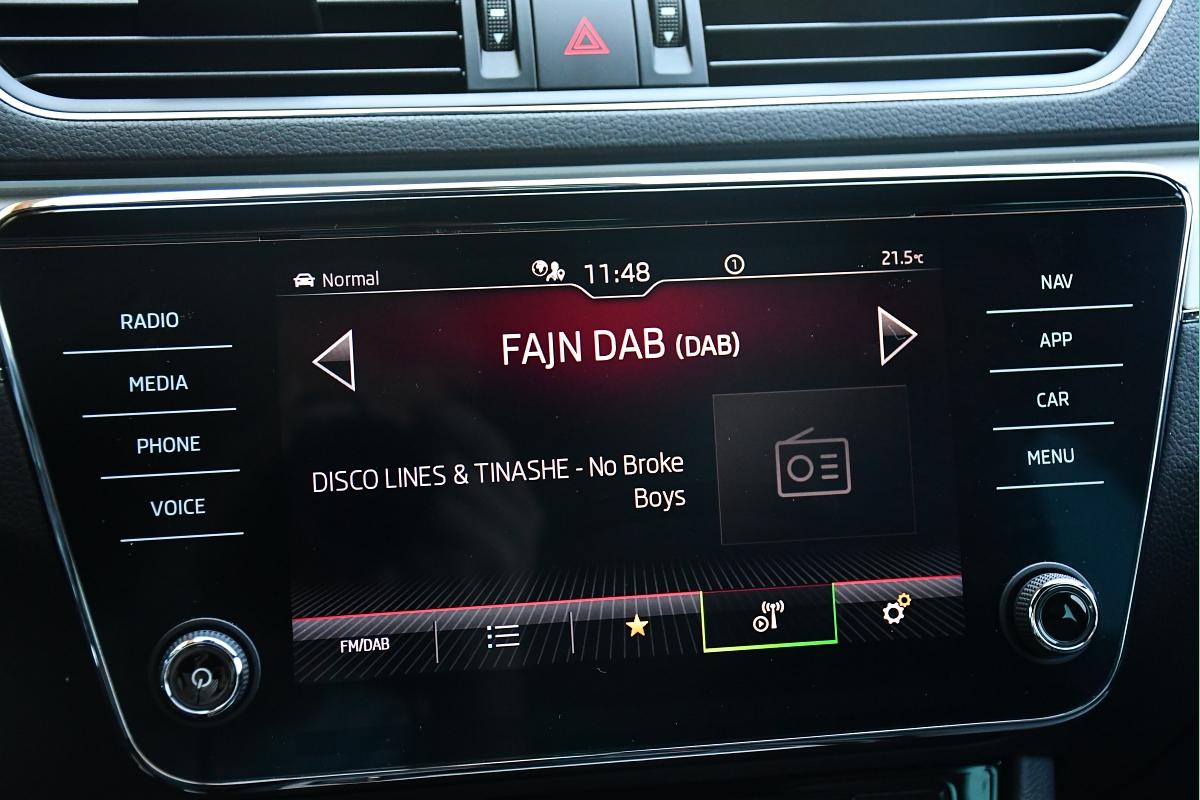 Normal
11:48
1
21.5°C
RADIO
MEDIA
PHONE
VOICE
FAJN DAB (DAB)
DISCO LINES & TINASHE - No Broke
Boys
FM/DAB
NAV
APP
CAR
MENU